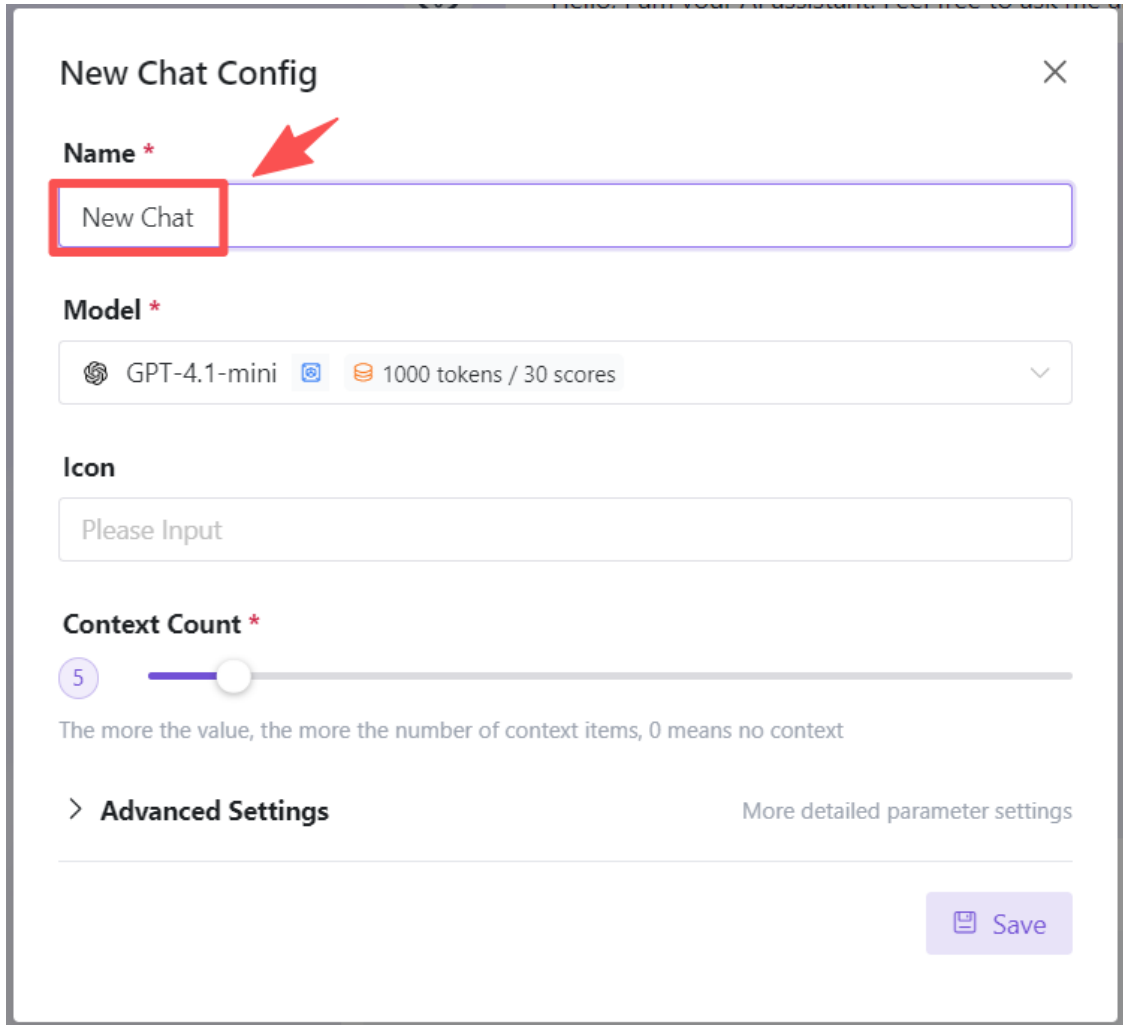 New Chat Config
Name *
New Chat
Model *
GPT-4.1-mini 1000 tokens / 30 scores
Icon
Please Input
Context Count *
5
The more the value, the more the number of context items, 0 means no context
Advanced Settings More detailed parameter settings
Save